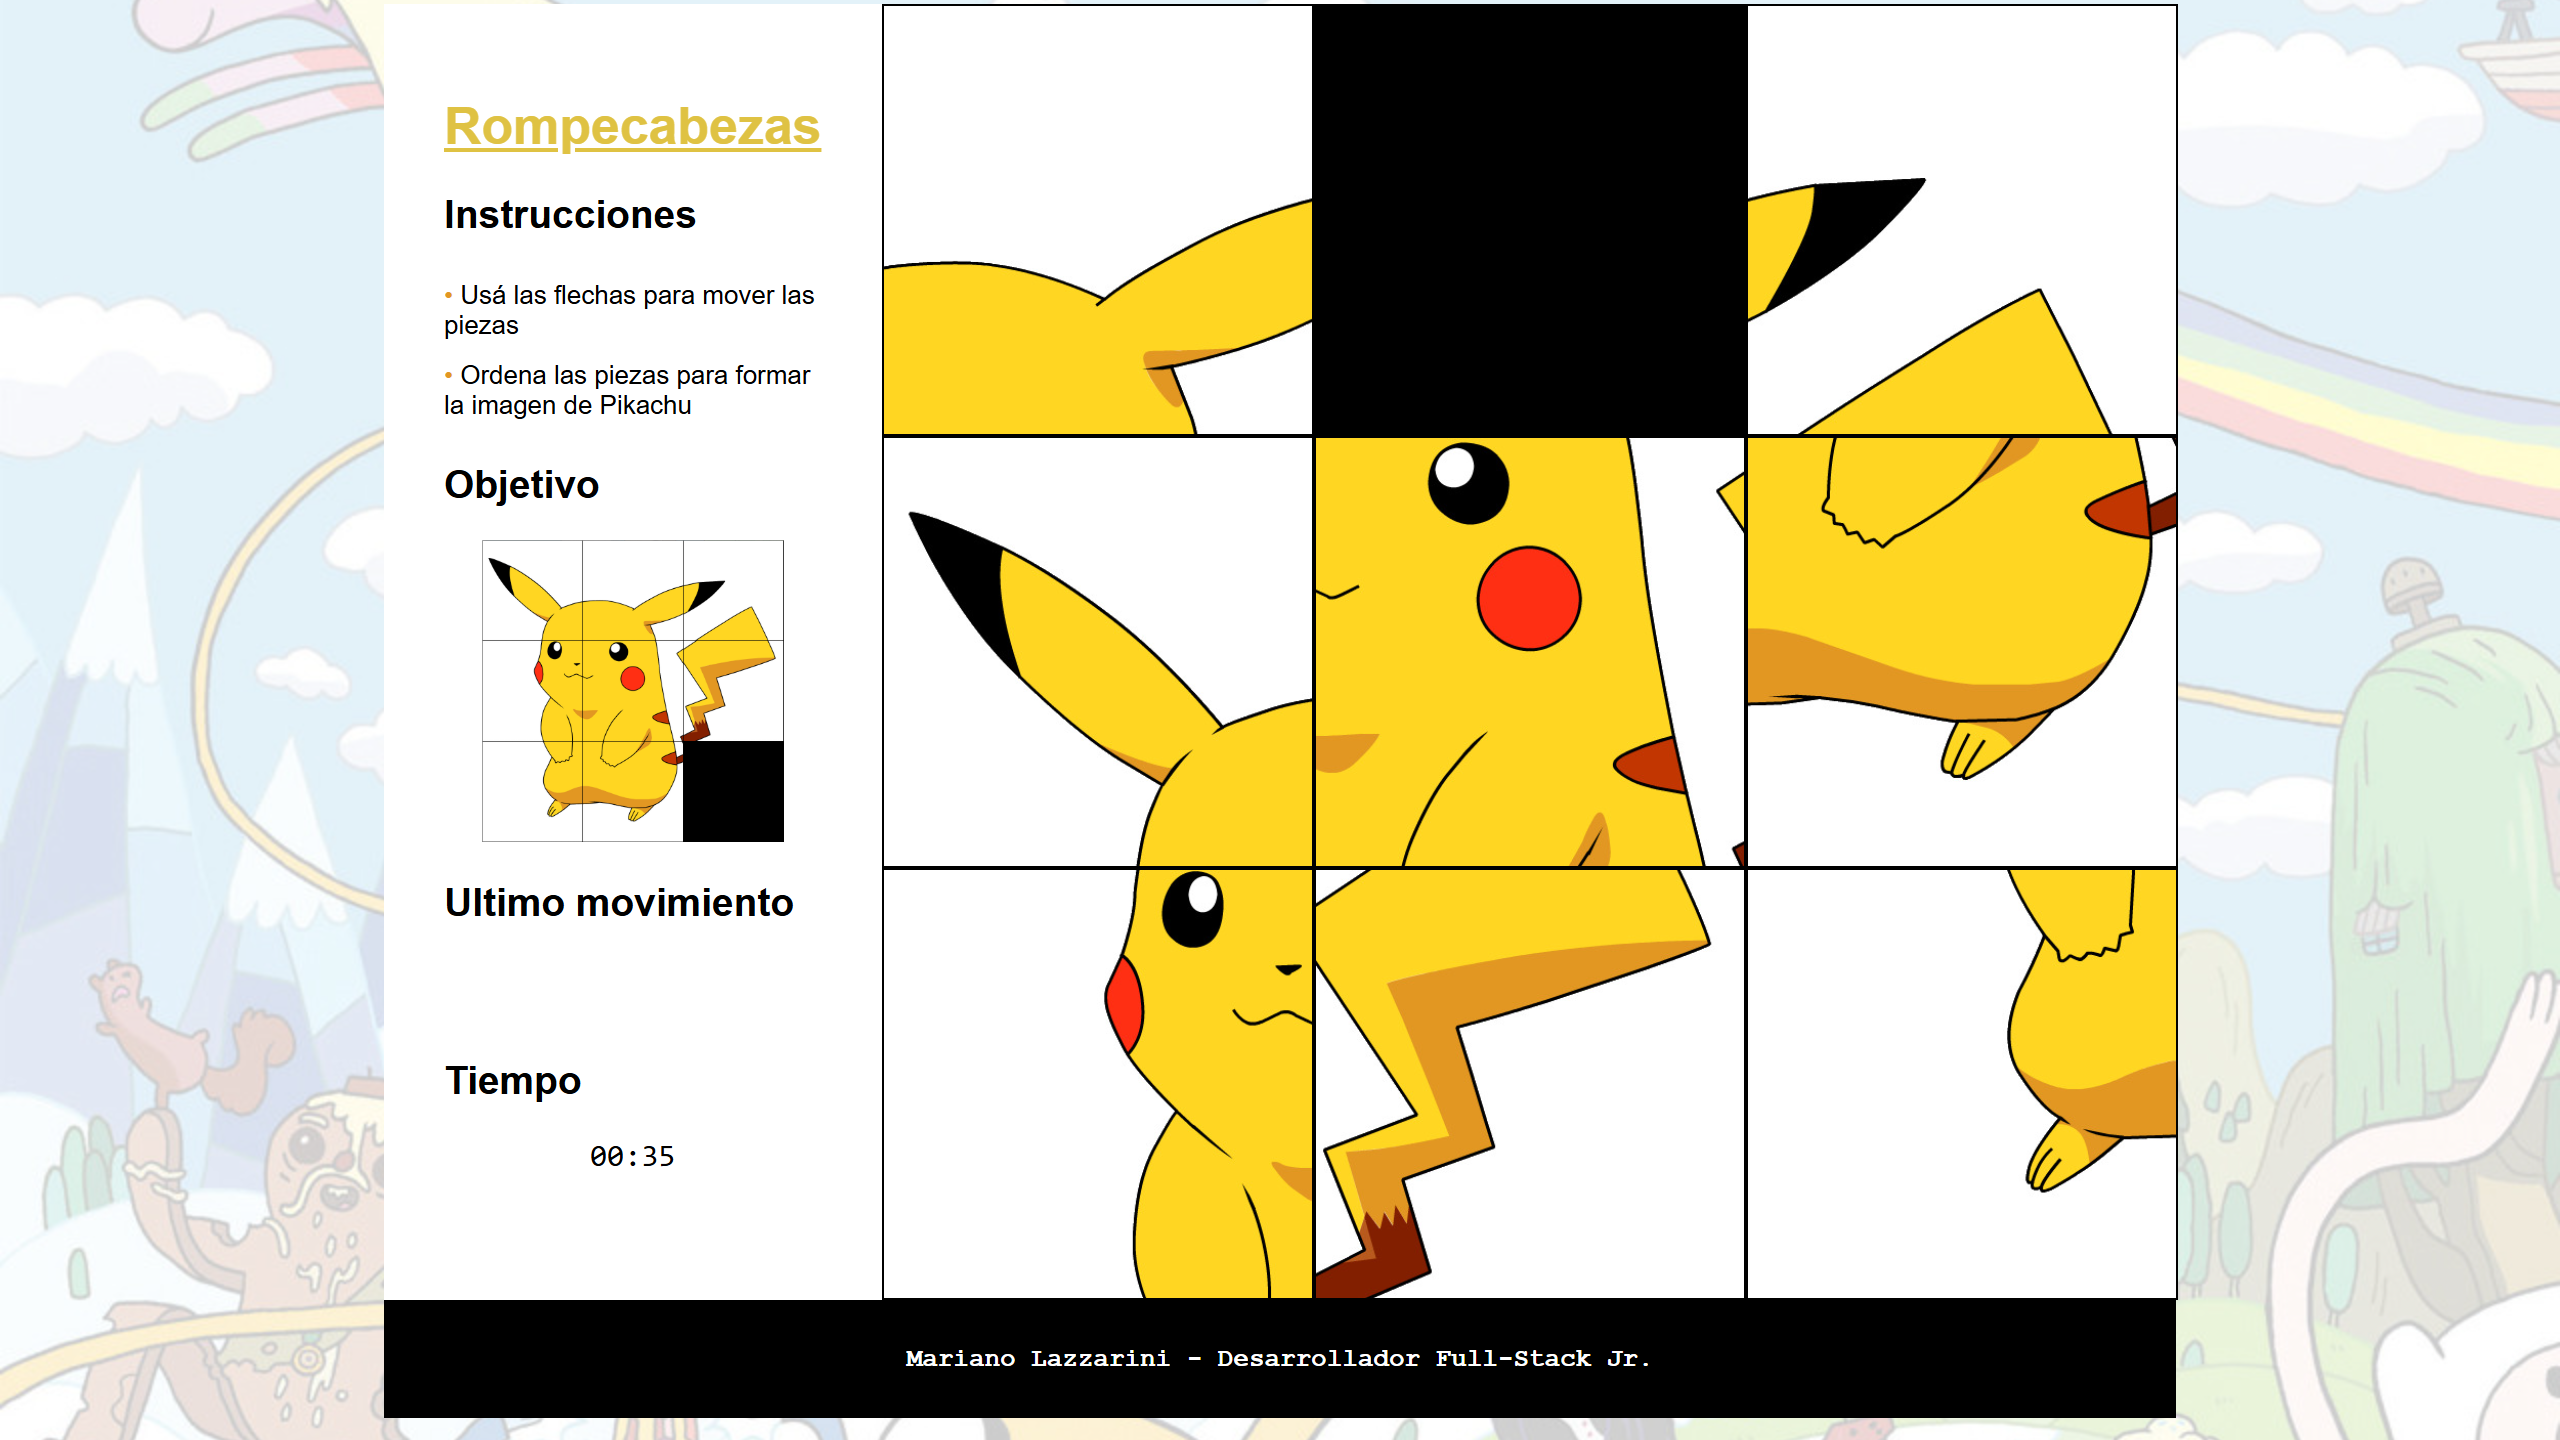 Rompecabezas
Instrucciones
• Usá las flechas para mover las
piezas
• Ordena las piezas para formar
la imagen de Pikachu
Objetivo
Ultimo movimiento
Tiempo
00:35
Mariano Lazzarini - Desarrollador Full-Stack Jr.